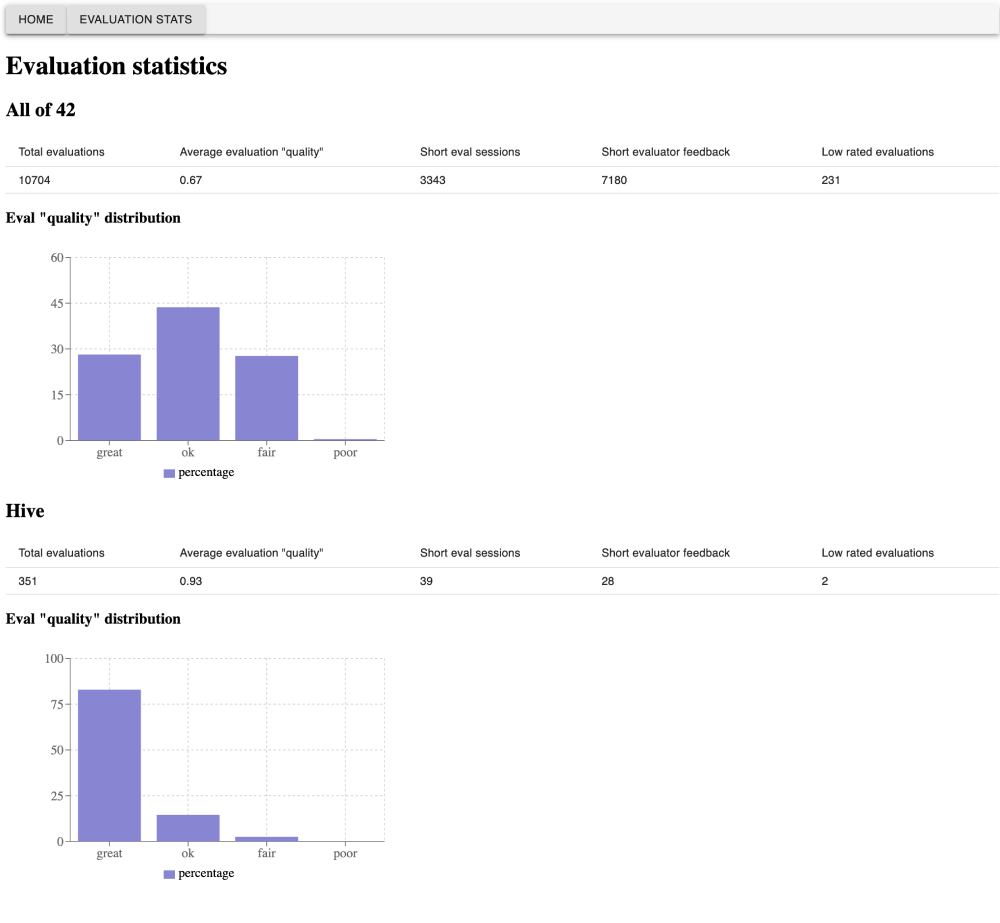 HOME EVALUATION STATS
Evaluation statistics
All of 42
Total evaluations Average evaluation "quality" Short eval sessions Short evaluator feedback Low rated evaluations
10704 0.67 3343 7180 231
Eval "quality" distribution
60
45
30
15
0
great ok fair poor
percentage
Hive
Total evaluations Average evaluation "quality" Short eval sessions Short evaluator feedback Low rated evaluations
351 0.93 39 28 2
Eval "quality" distribution
100
75
50
25
0
great ok fair poor
percentage